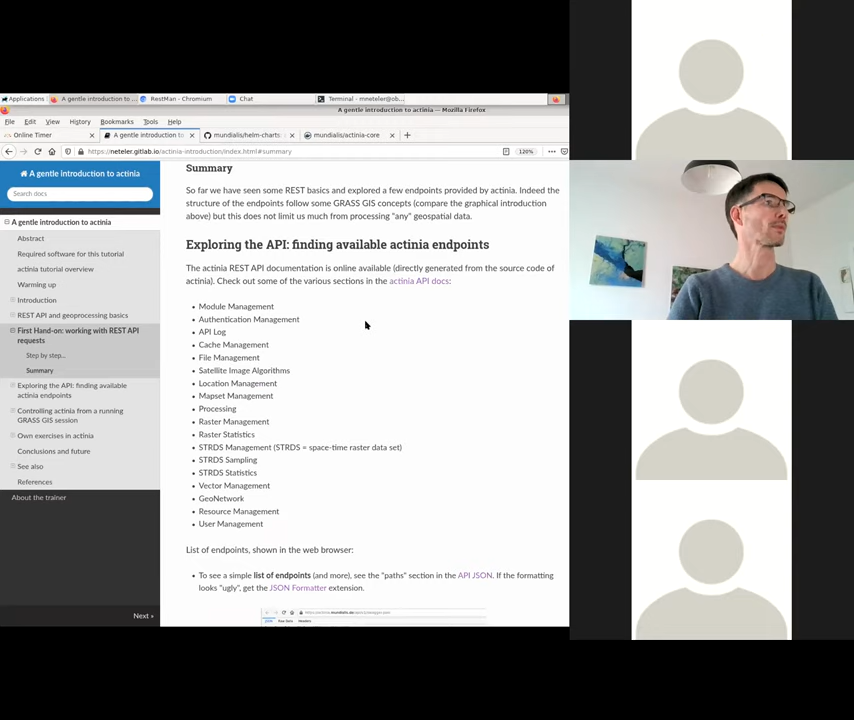 Applications
A gentle introduction to ...
RestMan - Chromium
Chat
Terminal - mneteler@ob...
A gentle introduction to actinia — Mozilla Firefox
File Edit View History Bookmarks Tools Help
Online Timer
A gentle introduction to
mundialis/helm-charts
mundialis/actinia-core
https://neteler.gitlab.io/actinia-introduction/index.html#summary
120%
A gentle introduction to actinia
Search docs
A gentle introduction to actinia
Abstract
Required software for this tutorial
actinia tutorial overview
Warming up
Introduction
REST API and geoprocessing basics
First Hand-on: working with REST API
requests
Step by step...
Summary
Exploring the API: finding available
actinia endpoints
Controlling actinia from a running
GRASS GIS session
Own exercises in actinia
Conclusions and future
See also
References
About the trainer
Next »
Summary
So far we have seen some REST basics and explored a few endpoints provided by actinia. Indeed the
structure of the endpoints follow some GRASS GIS concepts (compare the graphical introduction
above) but this does not limit us much from processing "any" geospatial data.
Exploring the API: finding available actinia endpoints
The actinia REST API documentation is online available (directly generated from the source code of
actinia). Check out some of the various sections in the actinia API docs:
• Module Management
• Authentication Management
• API Log
• Cache Management
• File Management
• Satellite Image Algorithms
• Location Management
• Mapset Management
• Processing
• Raster Management
• Raster Statistics
• STRDS Management (STRDS = space-time raster data set)
• STRDS Sampling
• STRDS Statistics
• Vector Management
• GeoNetwork
• Resource Management
• User Management
List of endpoints, shown in the web browser:
• To see a simple list of endpoints (and more), see the "paths" section in the API JSON. If the formatting
looks "ugly", get the JSON Formatter extension.